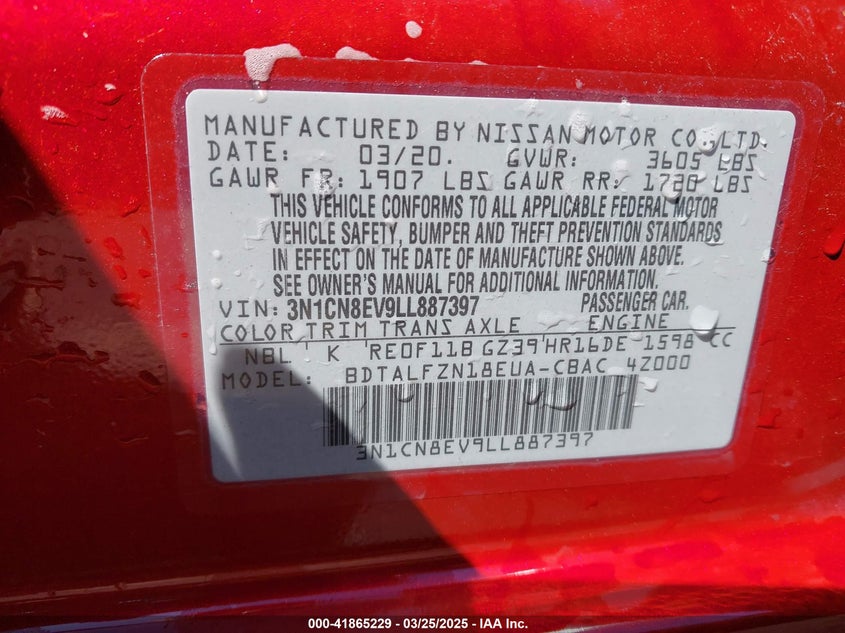 MANUFACTURED BY NISSAN MOTOR CO.,LTD.
DATE: 03/20. GVWR: 3605 LBS
GAWR FR: 1907 LBS GAWR RR: 1720 LBS
THIS VEHICLE CONFORMS TO ALL APPLICABLE FEDERAL MOTOR
VEHICLE SAFETY, BUMPER AND THEFT PREVENTION STANDARDS
IN EFFECT ON THE DATE OF MANUFACTURE SHOWN ABOVE.
SEE OWNER'S MANUAL FOR ADDITIONAL INFORMATION.
VIN: 3N1CN8EV9LL887397 PASSENGER CAR.
COLOR TRIM TRANS AXLE ENGINE
NBL K RE0F11B GZ39 HR16DE 1598 CC
MODEL: BDTALFZN18EUA-CBAC 4Z000
3N1CN8EV9LL887397
000-41865229 / 03/25/2025 - IAA Inc.